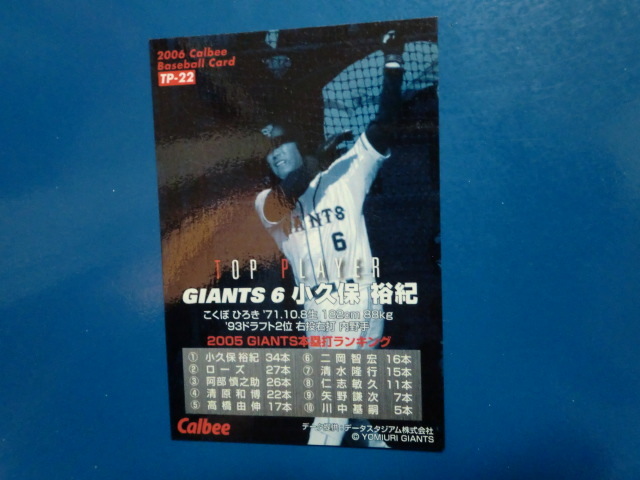 2006 Calbee
Baseball Card
TP-22
GIANTS
6
TOP PLAYER
GIANTS 6 小久保 裕紀
こくぼ ひろき '71.10.8生 182cm 88kg
'93ドラフト2位 右投右打 内野手
2005 GIANTS本塁打ランキング
① 小久保 裕紀 34本 ⑥ 二岡 智宏 16本
② ローズ 27本 ⑦ 清水 隆行 15本
③ 阿部 慎之助 26本 ⑧ 仁志 敏久 11本
④ 清原 和博 22本 ⑨ 矢野 謙次 7本
⑤ 高橋 由伸 17本 ⑩ 川中 基嗣 5本
Calbee
データ提供:データスタジアム株式会社
© YOMIURI GIANTS